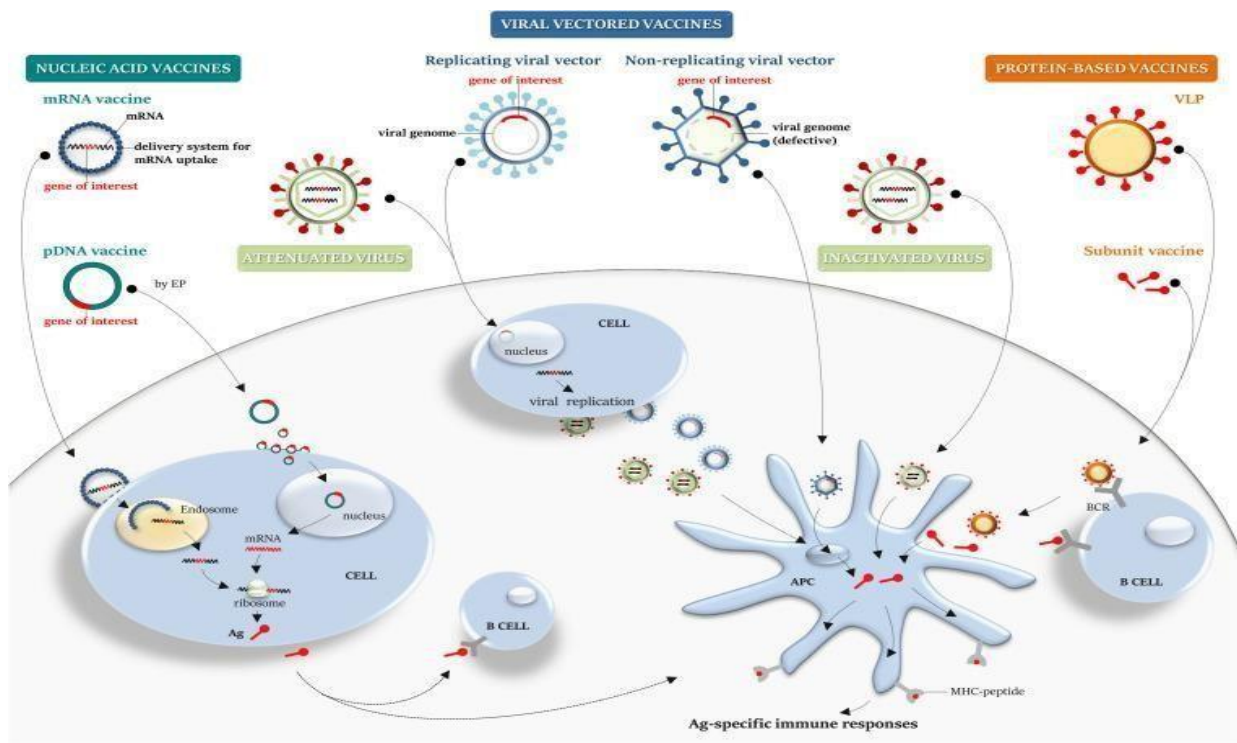 VIRAL VECTORED VACCINES
NUCLEIC ACID VACCINES
Replicating viral vector
Non-replicating viral vector
PROTEIN-BASED VACCINES
gene of interest
gene of interest
mRNA vaccine
VLP
mRNA
viral genome
viral genome
(defective)
delivery system for
mRNA uptake
gene of interest
pDNA vaccine
ATTENUATED VIRUS
INACTIVATED VIRUS
Subunit vaccine
by EP
gene of interest
CELL
nucleus
viral replication
Endosome
nucleus
BCR
mRNA
CELL
APC
B CELL
ribosome
Ag
B CELL
MHC-peptide
Ag-specific immune responses